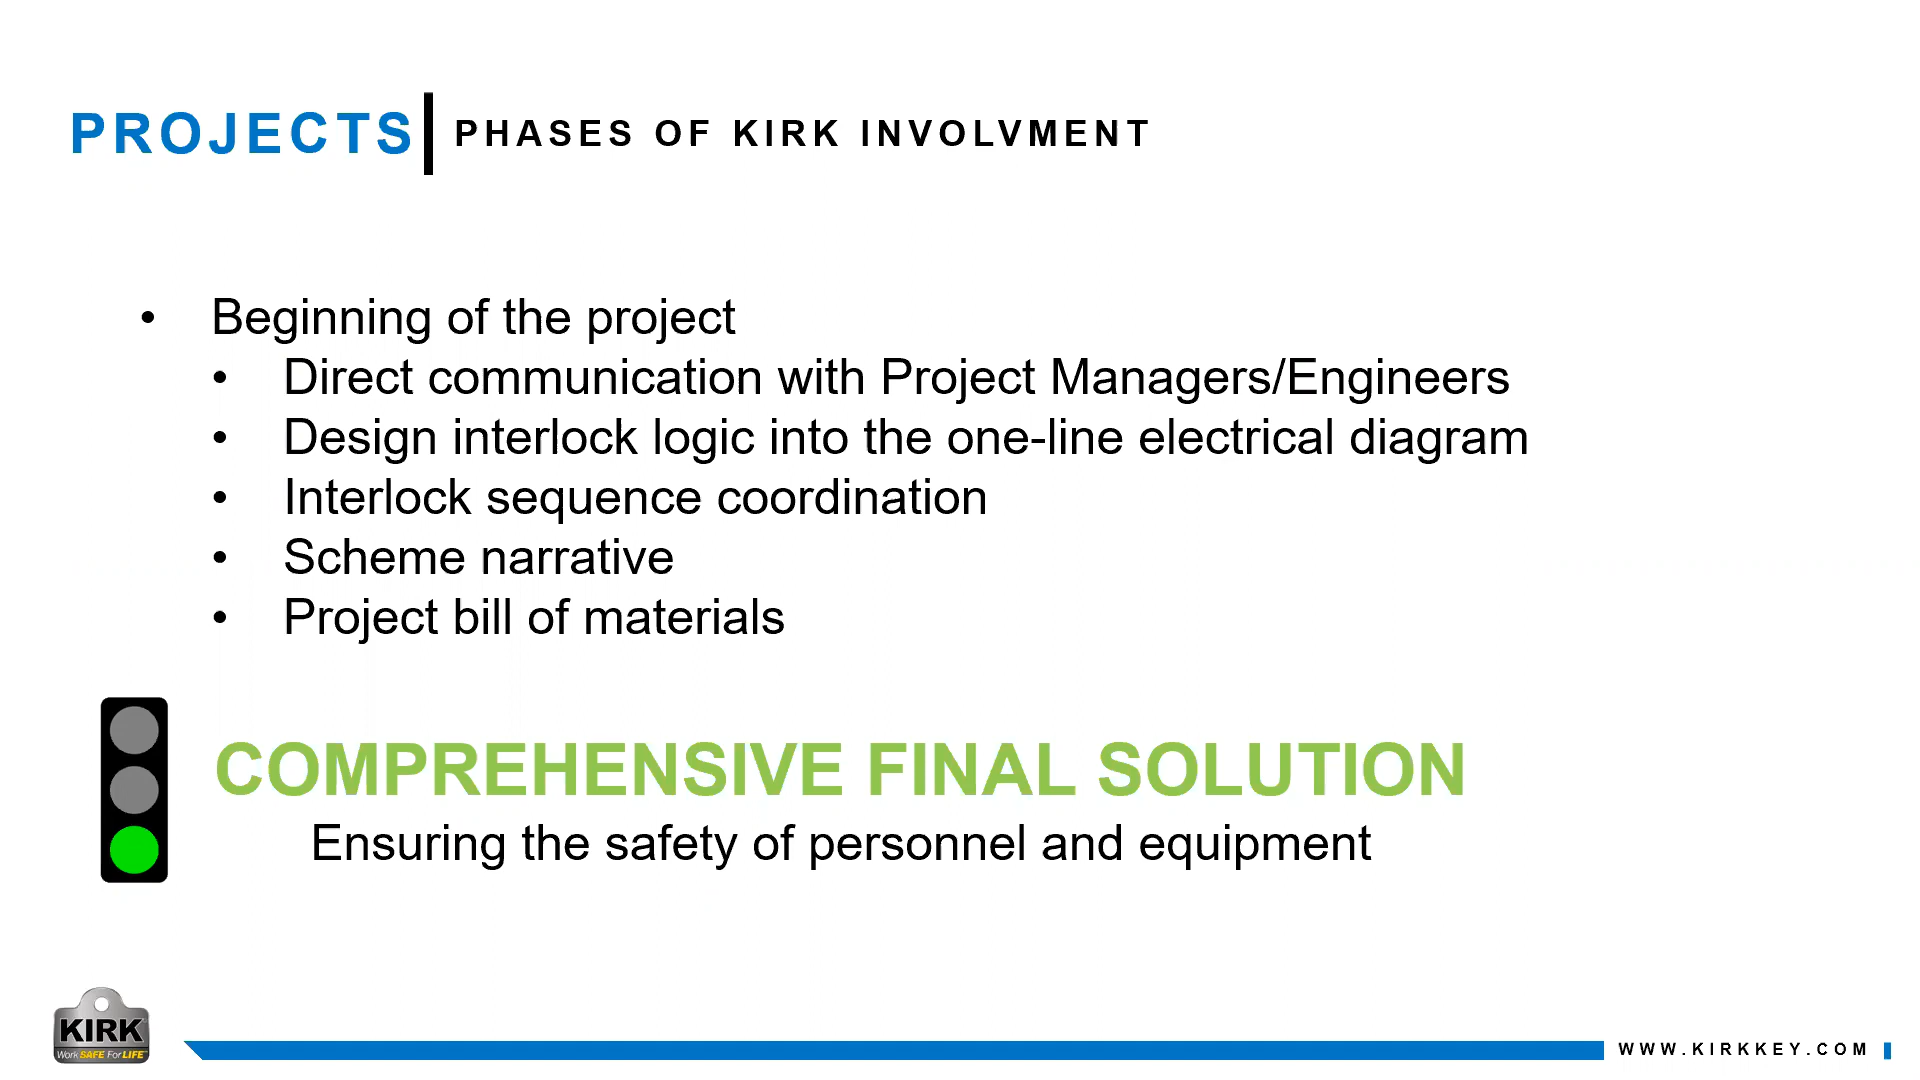 PROJECTS PHASES OF KIRK INVOLVMENT
• Beginning of the project
• Direct communication with Project Managers/Engineers
• Design interlock logic into the one-line electrical diagram
• Interlock sequence coordination
• Scheme narrative
• Project bill of materials
COMPREHENSIVE FINAL SOLUTION
Ensuring the safety of personnel and equipment
KIRK
Work SAFE For LIFE
WWW.KIRKKEY.COM